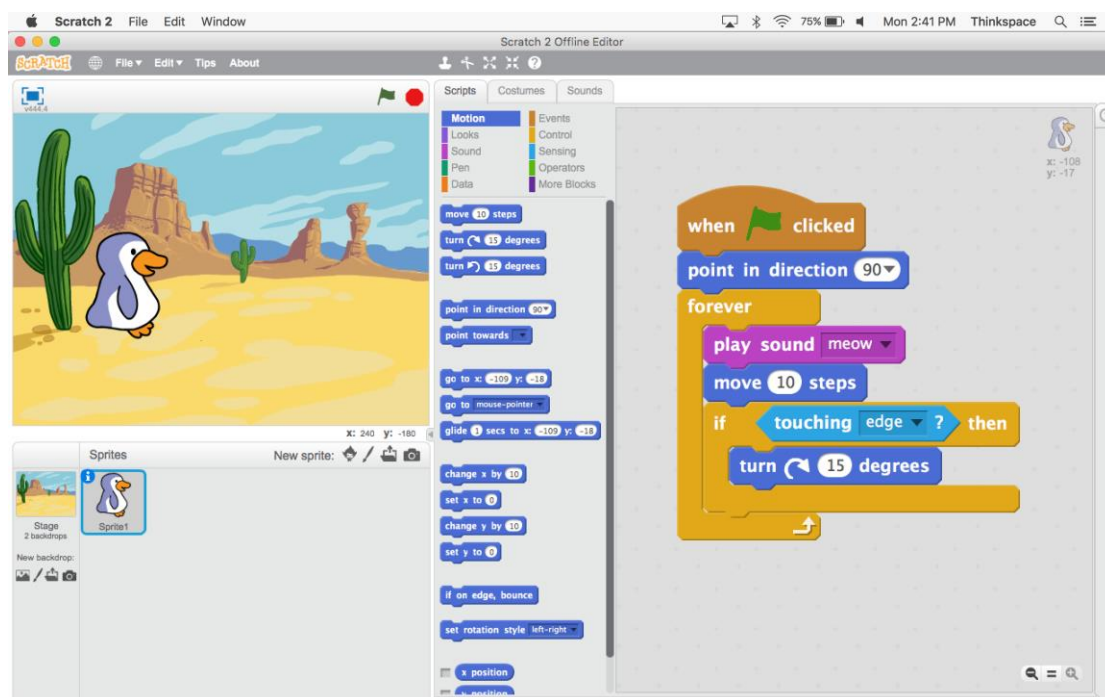 Scratch 2 File Edit Window 75% Mon 2:41 PM Thinkspace
Scratch 2 Offline Editor
SCRATCH File Edit Tips About
v444.4
X: 240 Y: -180
Sprites New sprite:
Stage
2 backdrops
New backdrop:
Sprite1
Scripts Costumes Sounds
Motion Events
Looks Control
Sound Sensing
Pen Operators
Data More Blocks
move 10 steps
turn 15 degrees
turn 15 degrees
point in direction 90
point towards
go to x: -109 y: -18
go to mouse-pointer
glide 1 secs to x: -109 y: -18
change x by 10
set x to 0
change y by 10
set y to 0
if on edge, bounce
set rotation style left-right
x position
y position
x: -108
y: -17
when clicked
point in direction 90
forever
play sound meow
move 10 steps
if touching edge ? then
turn 15 degrees